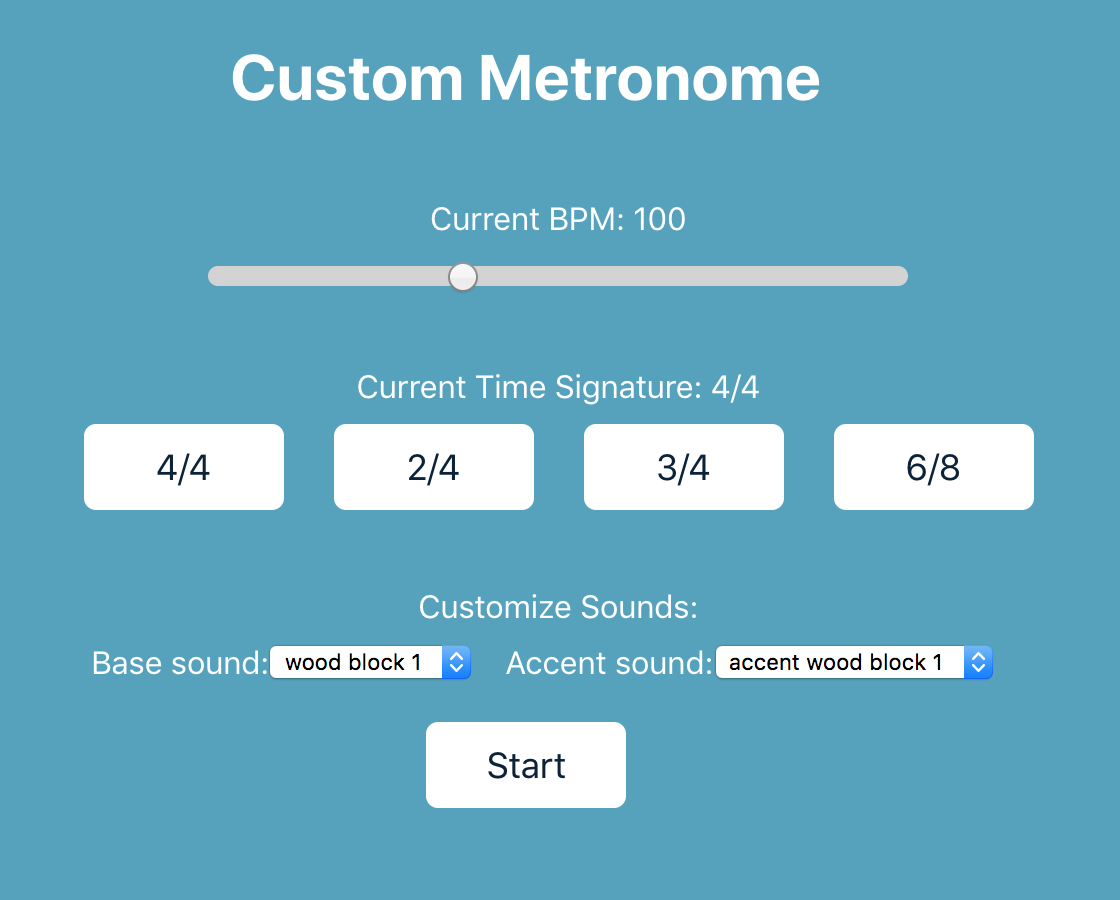 Custom Metronome
Current BPM: 100
Current Time Signature: 4/4
4/4 2/4 3/4 6/8
Customize Sounds:
Base sound: wood block 1 Accent sound: accent wood block 1
Start